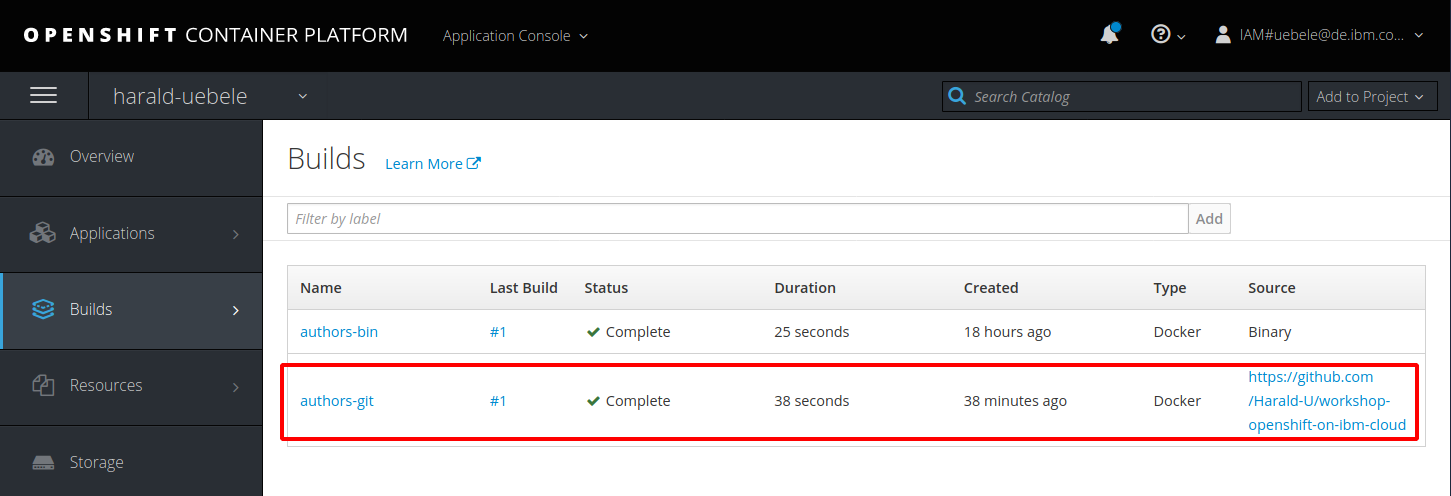 OPENSHIFT CONTAINER PLATFORM Application Console IAM#uebele@de.ibm.co...
harald-uebele Search Catalog Add to Project
Overview
Applications
Builds
Resources
Storage
Builds Learn More
Filter by label Add
Name Last Build Status Duration Created Type Source
authors-bin #1 Complete 25 seconds 18 hours ago Docker Binary
authors-git #1 Complete 38 seconds 38 minutes ago Docker https://github.com
/Harald-U/workshop-
openshift-on-ibm-cloud